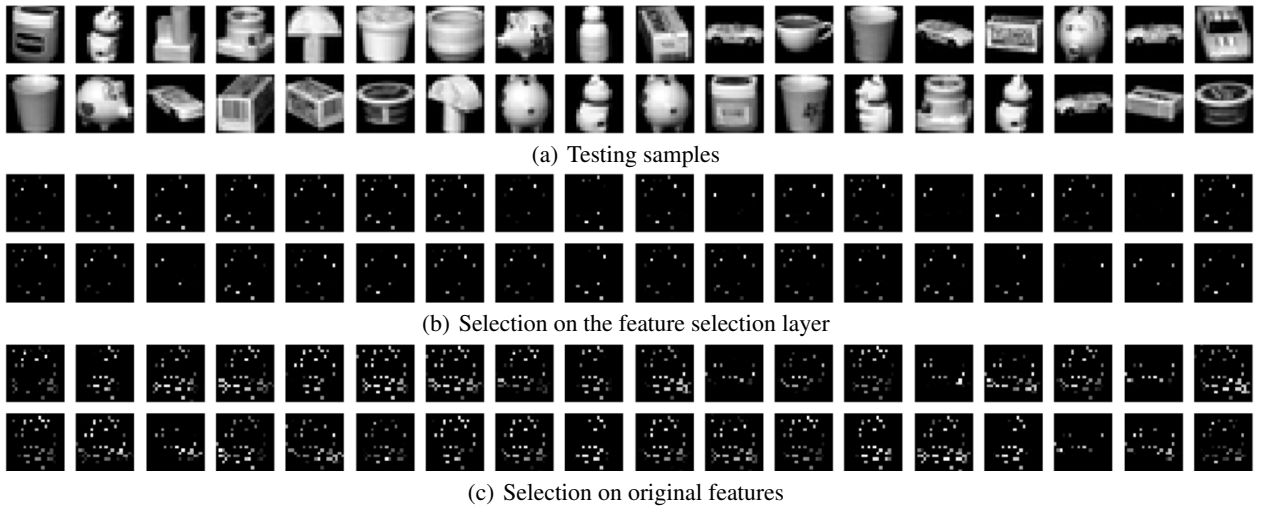 (a) Testing samples
(b) Selection on the feature selection layer
(c) Selection on original features